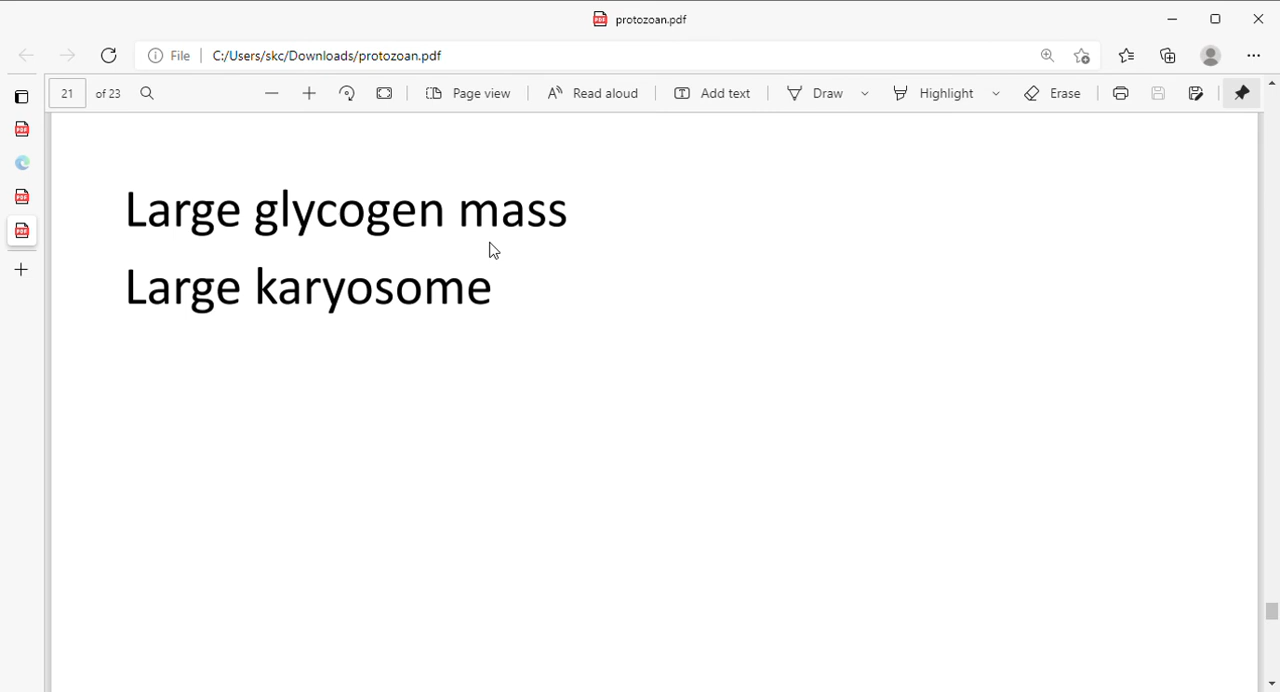 protozoan.pdf
File | C:/Users/skc/Downloads/protozoan.pdf
21 of 23 Page view Read aloud Add text Draw Highlight Erase
Large glycogen mass
Large karyosome